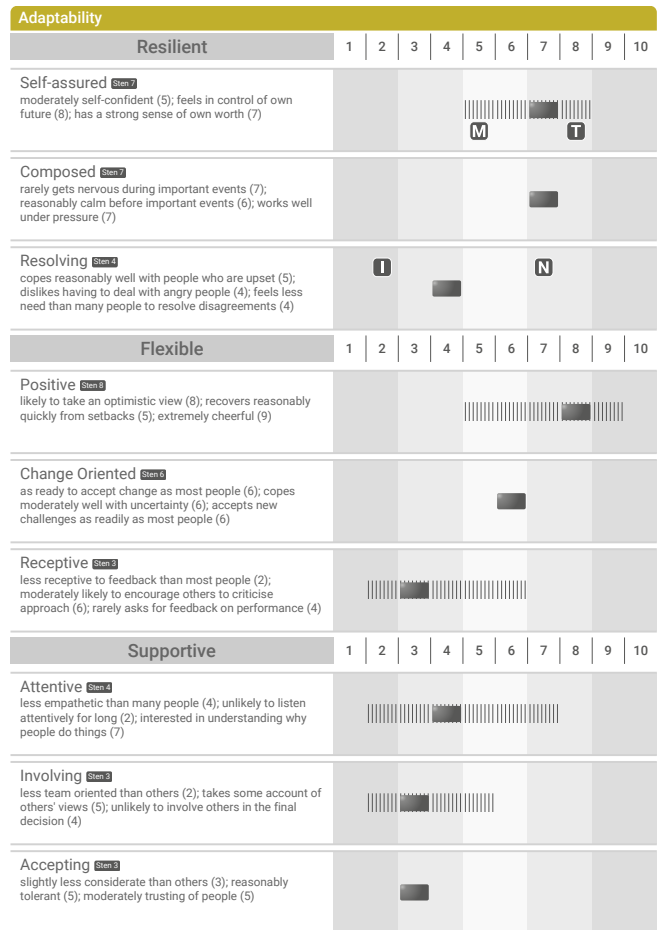 Adaptability
Resilient 1 2 3 4 5 6 7 8 9 10
Self-assured Sten 7
moderately self-confident (5); feels in control of own
future (8); has a strong sense of own worth (7)
M T
Composed Sten 7
rarely gets nervous during important events (7);
reasonably calm before important events (6); works well
under pressure (7)
Resolving Sten 4
I N
copes reasonably well with people who are upset (5);
dislikes having to deal with angry people (4); feels less
need than many people to resolve disagreements (4)
Flexible 1 2 3 4 5 6 7 8 9 10
Positive Sten 8
likely to take an optimistic view (8); recovers reasonably
quickly from setbacks (5); extremely cheerful (9)
Change Oriented Sten 6
as ready to accept change as most people (6); copes
moderately well with uncertainty (6); accepts new
challenges as readily as most people (6)
Receptive Sten 3
less receptive to feedback than most people (2);
moderately likely to encourage others to criticise
approach (6); rarely asks for feedback on performance (4)
Supportive 1 2 3 4 5 6 7 8 9 10
Attentive Sten 4
less empathetic than many people (4); unlikely to listen
attentively for long (2); interested in understanding why
people do things (7)
Involving Sten 3
less team oriented than others (2); takes some account of
others' views (5); unlikely to involve others in the final
decision (4)
Accepting Sten 3
slightly less considerate than others (3); reasonably
tolerant (5); moderately trusting of people (5)